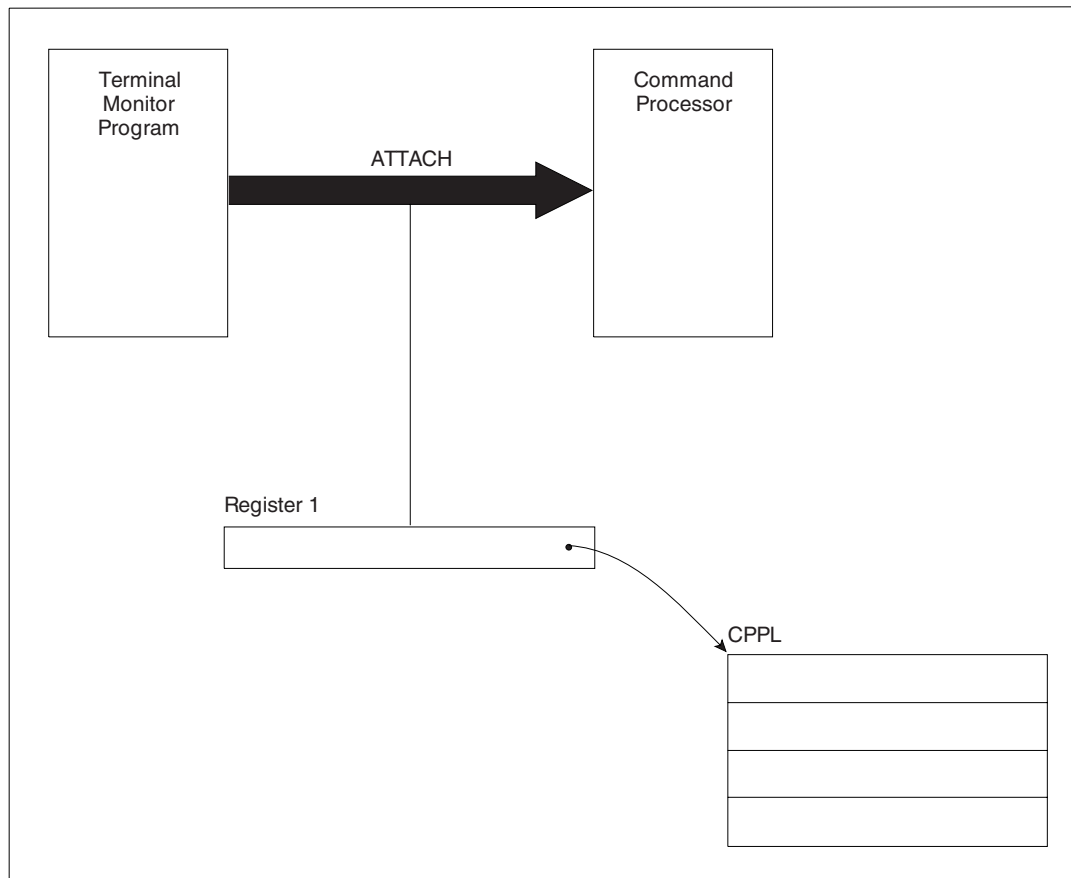 Terminal
Monitor
Program
Command
Processor
ATTACH
Register 1
CPPL